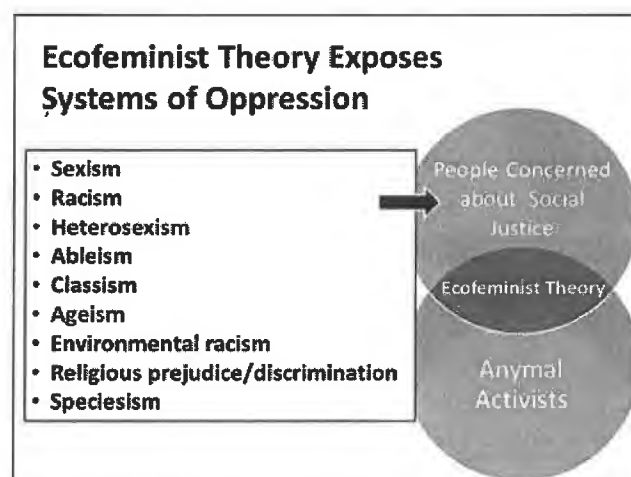 Ecofeminist Theory Exposes
Systems of Oppression
• Sexism
• Racism
• Heterosexism
• Ableism
• Classism
• Ageism
• Environmental racism
• Religious prejudice/discrimination
• Speciesism
People Concerned
about Social
Justice
Ecofeminist Theory
Anymal
Activists